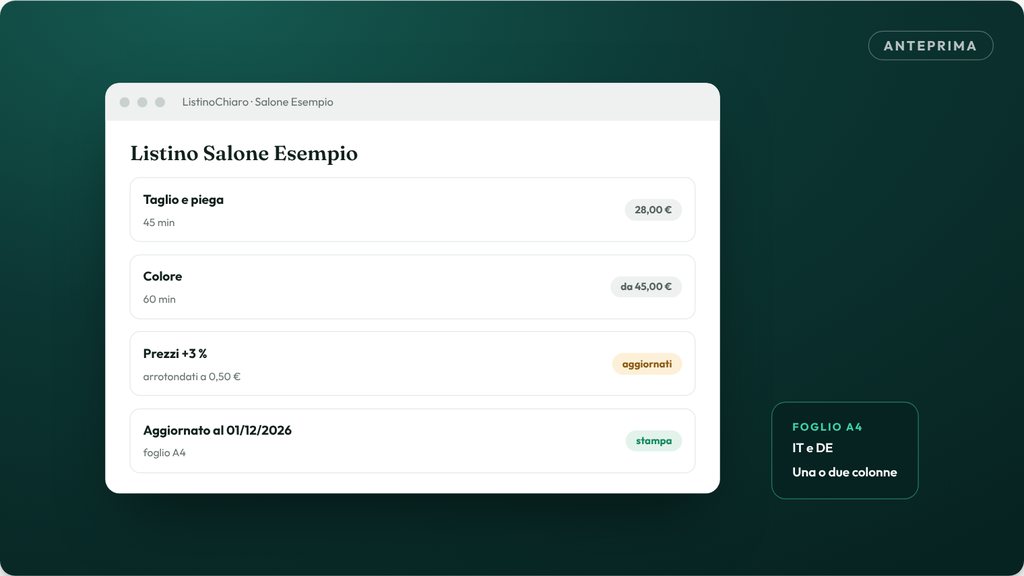 ANTEPRIMA
ListinoChiaro · Salone Esempio
Listino Salone Esempio
Taglio e piega
45 min
28,00 €
Colore
60 min
da 45,00 €
Prezzi +3 %
arrotondati a 0,50 €
aggiornati
Aggiornato al 01/12/2026
foglio A4
stampa
FOGLIO A4
IT e DE
Una o due colonne